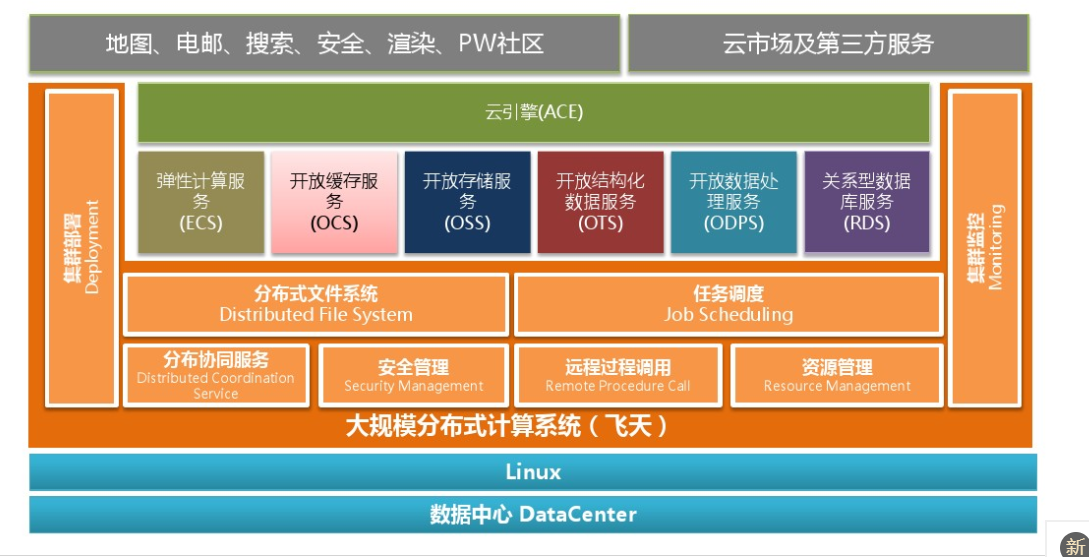 地图、电邮、搜索、安全、渲染、PW社区
云市场及第三方服务
集群部署
Deployment
云引擎(ACE)
弹性计算服
务
(ECS)
开放缓存服
务
(OCS)
开放存储服
务
(OSS)
开放结构化
数据服务
(OTS)
开放数据处
理服务
(ODPS)
关系型数据
库服务
(RDS)
集群监控
Monitoring
分布式文件系统
Distributed File System
任务调度
Job Scheduling
分布协同服务
Distributed Coordination
Service
安全管理
Security Management
远程过程调用
Remote Procedure Call
资源管理
Resource Management
大规模分布式计算系统（飞天）
Linux
数据中心 DataCenter
新